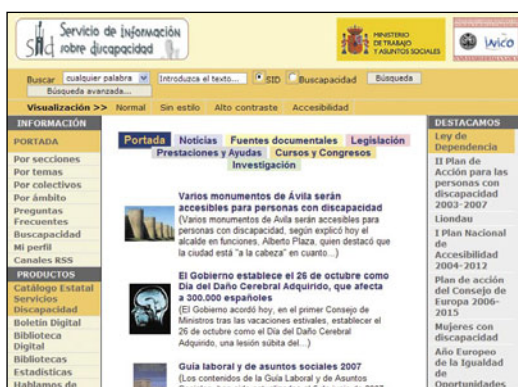 Servicio de Información
sobre discapacidad
MINISTERIO
DE TRABAJO
Y ASUNTOS SOCIALES
Buscar cualquier palabra Introduzca el texto... SID Buscapacidad Búsqueda
Búsqueda avanzada...
Visualización >> Normal Sin estilo Alto contraste Accesibilidad
INFORMACIÓN
PORTADA
Por secciones
Por temas
Por colectivos
Por ámbito
Preguntas
Frecuentes
Buscapacidad
Mi perfil
Canales RSS
PRODUCTOS
Catálogo Estatal
Servicios
Discapacidad
Boletín Digital
Biblioteca
Digital
Bibliotecas
Estadísticas
Hablamos de
Portada Noticias Fuentes documentales Legislación
Prestaciones y Ayudas Cursos y Congresos
Investigación
Varios monumentos de Ávila serán
accesibles para personas con discapacidad
(Varios monumentos de Ávila serán accesibles para
personas con discapacidad, según explicó hoy el
alcalde en funciones, Alberto Plaza, quien destacó que
la ciudad está "a la cabeza" en cuanto...)
El Gobierno establece el 26 de octubre como
Día del Daño Cerebral Adquirido, que afecta
a 300.000 españoles
(El Gobierno acordó hoy, en el primer Consejo de
Ministros tras las vacaciones estivales, establecer el
26 de octubre como el Día del Daño Cerebral
Adquirido, una lesión súbita del...)
Guía laboral y de asuntos sociales 2007
(Los contenidos de la Guía Laboral y de Asuntos
DESTACAMOS
Ley de
Dependencia
II Plan de
Acción para las
personas con
discapacidad
2003-2007
Liondau
I Plan Nacional
de
Accesibilidad
2004-2012
Plan de acción
del Consejo de
Europa 2006-
2015
Mujeres con
discapacidad
Año Europeo
de la Igualdad
de
Oportunidades